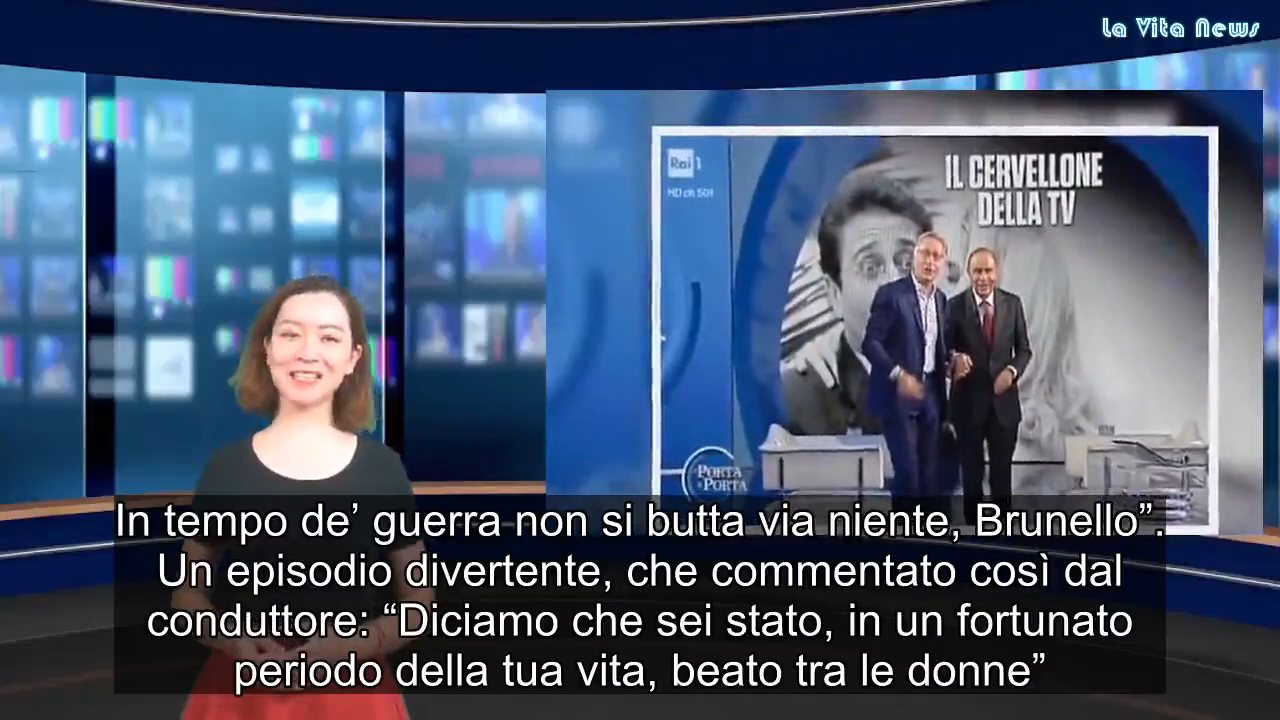 La Vita News
IL CERVELLONE
DELLA TV
Rai 1
HD ch 501
PORTA
A PORTA
In tempo de’ guerra non si butta via niente, Brunello”.
Un episodio divertente, che commentato così dal
conduttore: “Diciamo che sei stato, in un fortunato
periodo della tua vita, beato tra le donne”